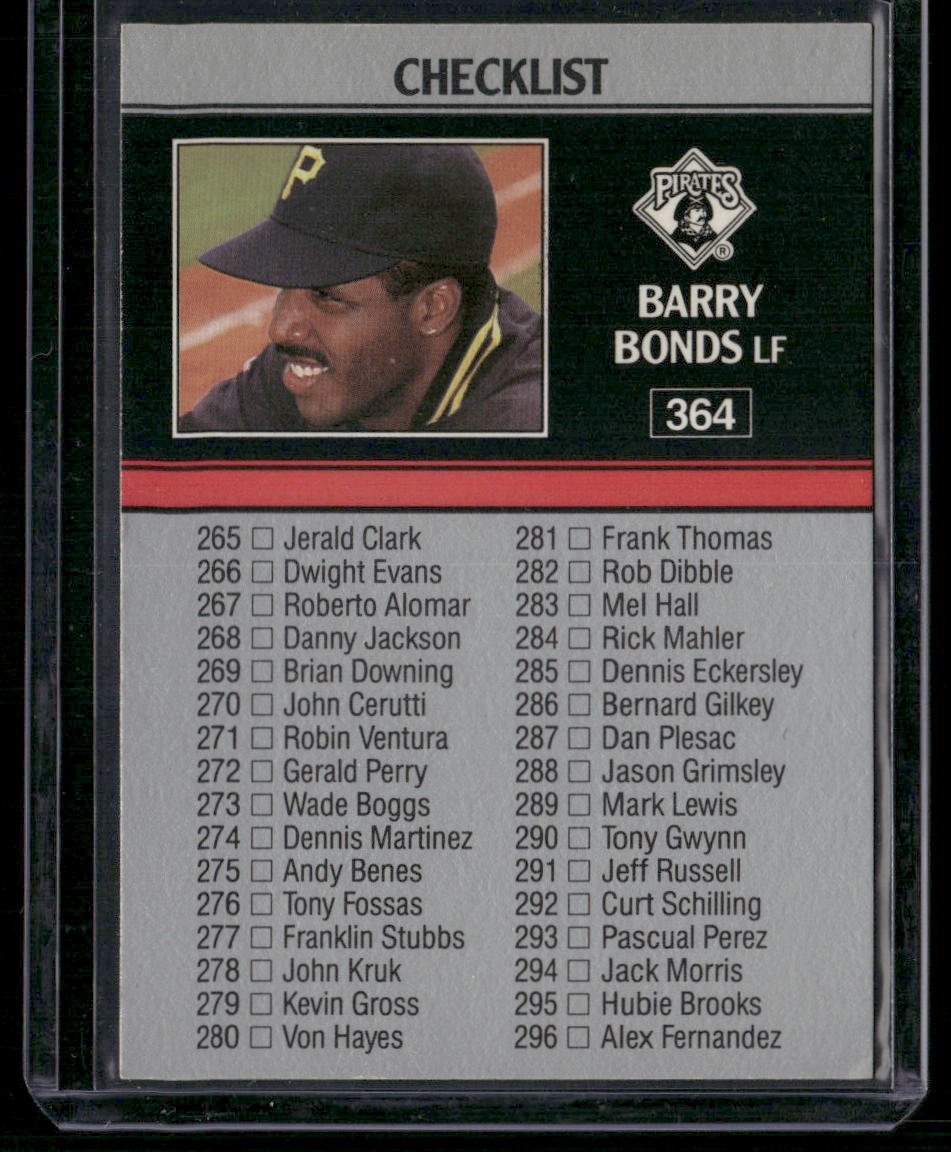 CHECKLIST
P
PIRATES
®
BARRY
BONDS LF
364
265 □ Jerald Clark
266 □ Dwight Evans
267 □ Roberto Alomar
268 □ Danny Jackson
269 □ Brian Downing
270 □ John Cerutti
271 □ Robin Ventura
272 □ Gerald Perry
273 □ Wade Boggs
274 □ Dennis Martinez
275 □ Andy Benes
276 □ Tony Fossas
277 □ Franklin Stubbs
278 □ John Kruk
279 □ Kevin Gross
280 □ Von Hayes
281 □ Frank Thomas
282 □ Rob Dibble
283 □ Mel Hall
284 □ Rick Mahler
285 □ Dennis Eckersley
286 □ Bernard Gilkey
287 □ Dan Plesac
288 □ Jason Grimsley
289 □ Mark Lewis
290 □ Tony Gwynn
291 □ Jeff Russell
292 □ Curt Schilling
293 □ Pascual Perez
294 □ Jack Morris
295 □ Hubie Brooks
296 □ Alex Fernandez